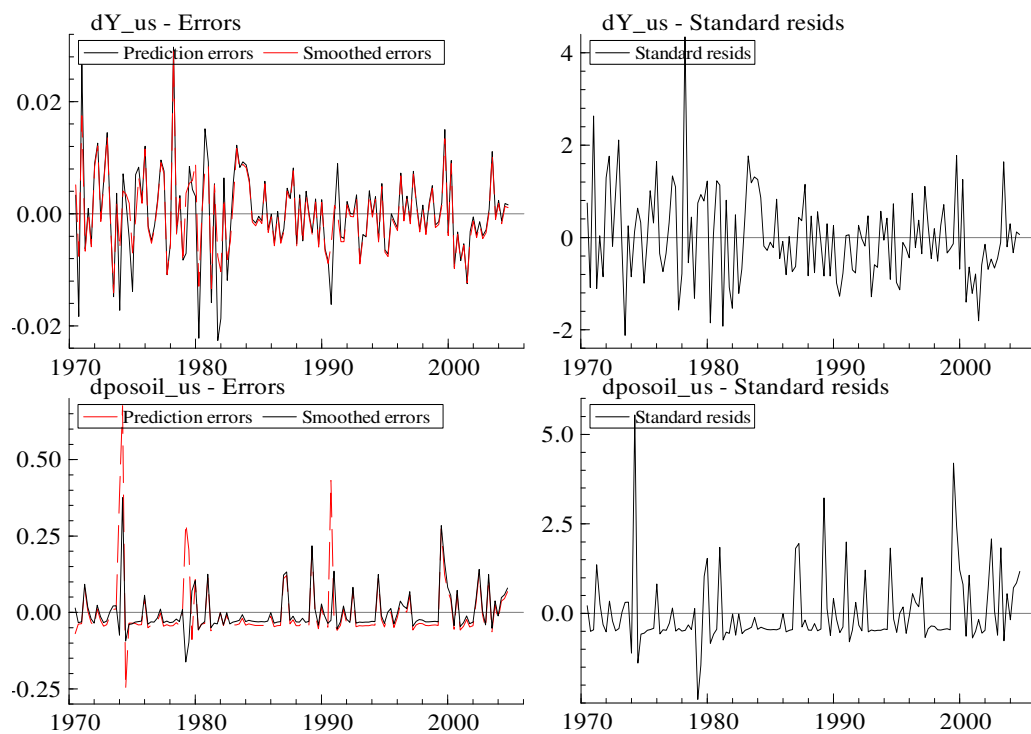 dY_us - Errors
Prediction errors Smoothed errors
0.02
0.00
-0.02
1970 1980 1990 2000
dY_us - Standard resids
Standard resids
4
2
0
-2
1970 1980 1990 2000
dposoil_us - Errors
Prediction errors Smoothed errors
0.50
0.25
0.00
-0.25
1970 1980 1990 2000
dposoil_us - Standard resids
Standard resids
5.0
2.5
0.0
1970 1980 1990 2000